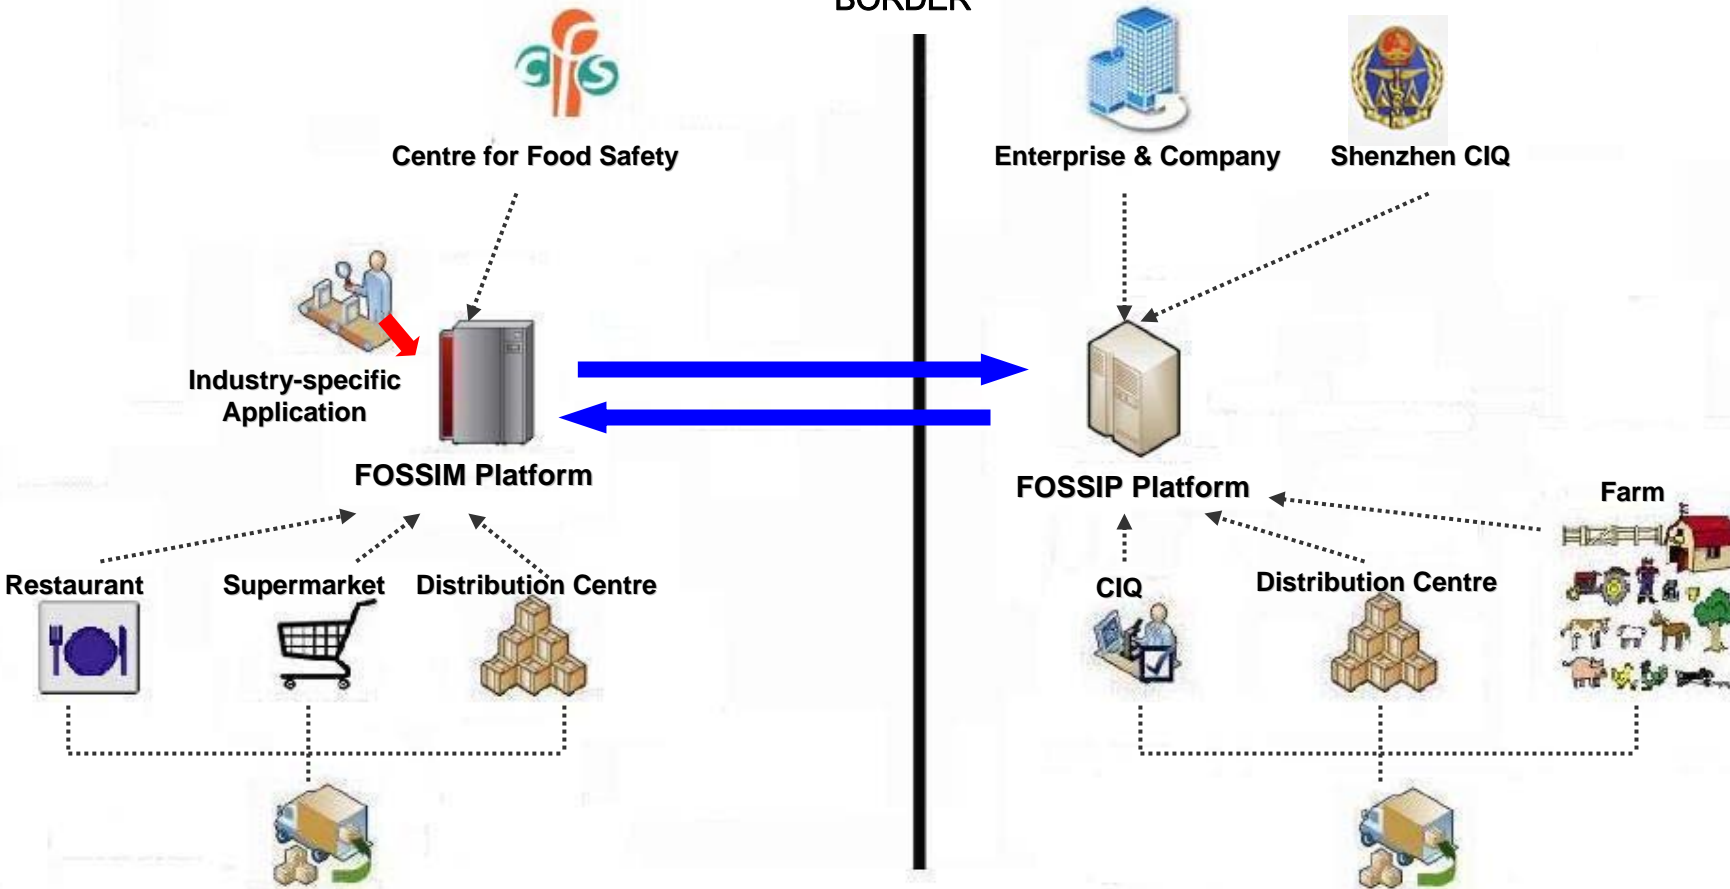 BORDER
cfs
Centre for Food Safety
Enterprise & Company
Shenzhen CIQ
Industry-specific
Application
FOSSIM Platform
FOSSIP Platform
Farm
Restaurant
Supermarket
Distribution Centre
CIQ
Distribution Centre